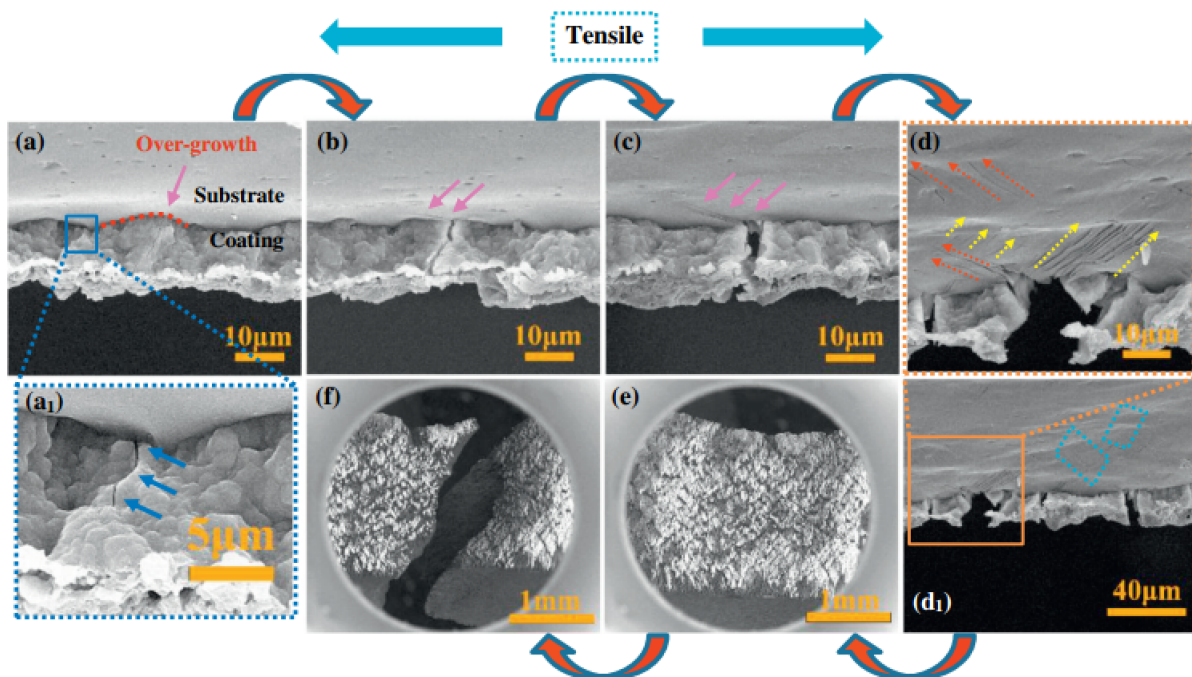 Tensile
(a)
Over-growth
Substrate
Coating
10μm
(b)
10μm
(c)
10μm
(d)
10μm
(a₁)
5μm
(f)
1mm
(e)
1mm
(d₁)
40μm